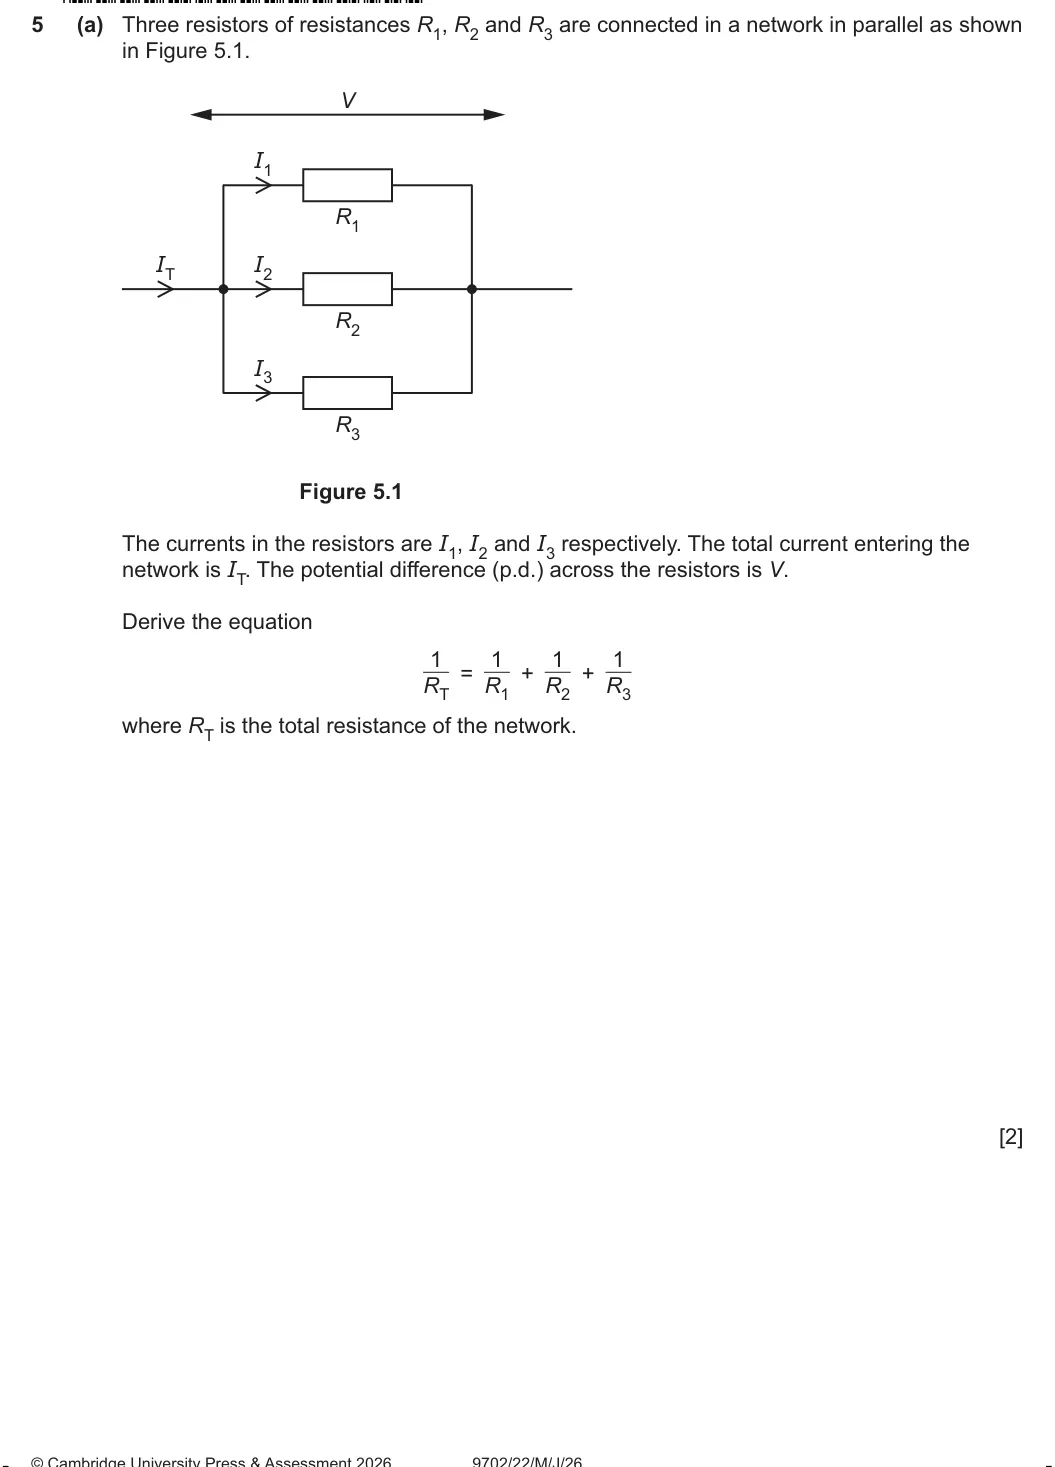 5 (a) Three resistors of resistances R1, R2 and R3 are connected in a network in parallel as shown
in Figure 5.1.
V
I1
R1
IT
I2
R2
I3
R3
Figure 5.1
The currents in the resistors are I1, I2 and I3 respectively. The total current entering the
network is IT. The potential difference (p.d.) across the resistors is V.
Derive the equation
1/RT = 1/R1 + 1/R2 + 1/R3
where RT is the total resistance of the network.
[2]
© Cambridge University Press & Assessment 2026 9702/22/M/J/26